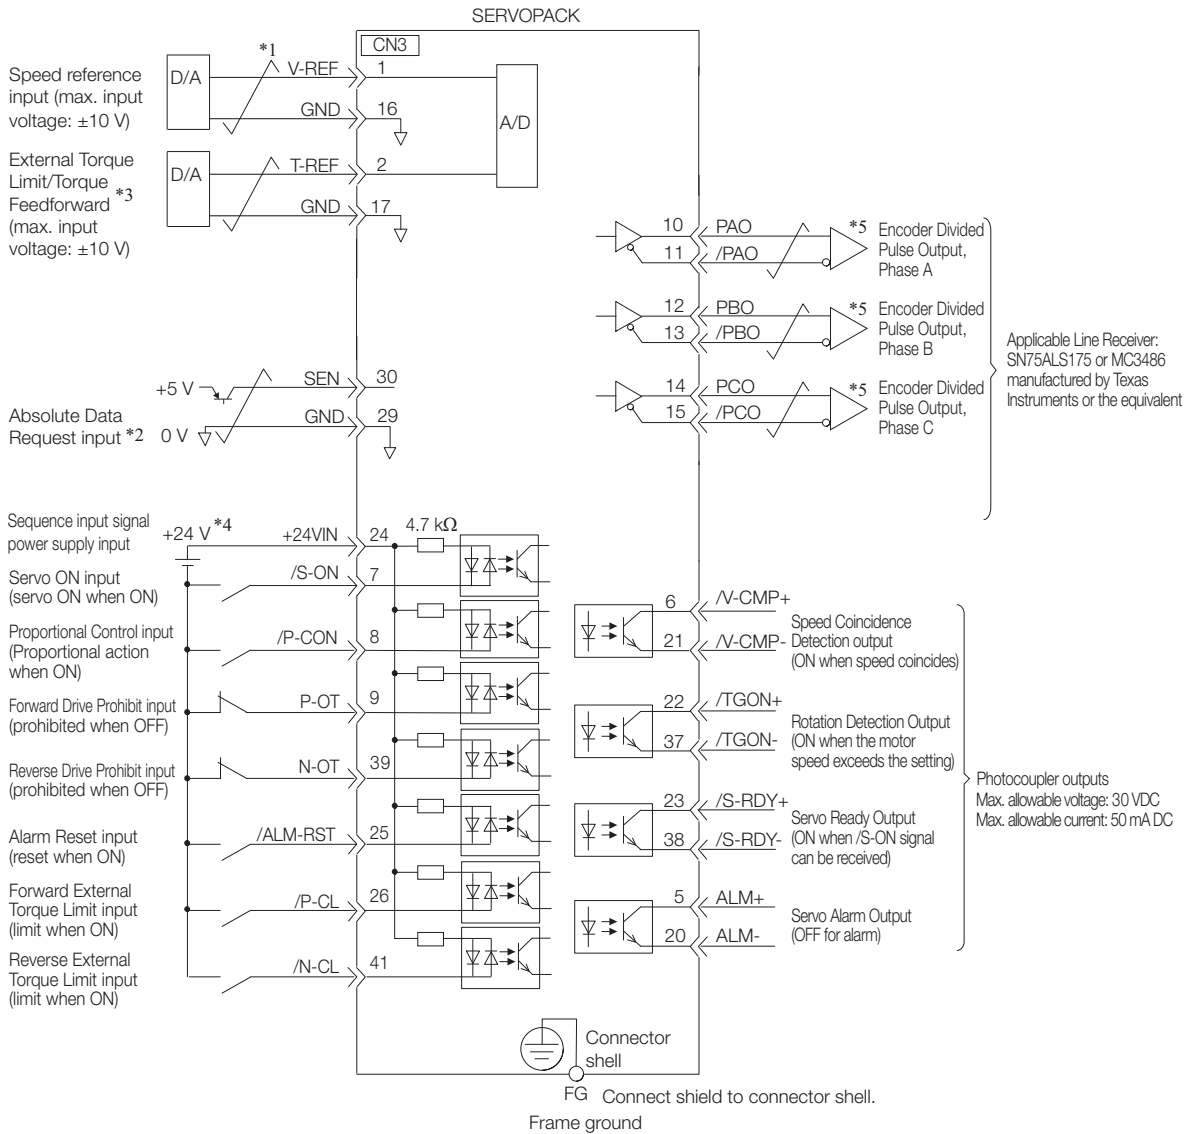 SERVOPACK
CN3
Speed reference
input (max. input
voltage: ±10 V)
D/A
*1
V-REF
1
GND
16
A/D
External Torque
Limit/Torque
Feedforward *3
(max. input
voltage: ±10 V)
D/A
T-REF
2
GND
17
+5 V
SEN
30
Absolute Data
Request input *2
0 V
GND
29
Sequence input signal
power supply input
+24 V *4
+24VIN
24
4.7 kΩ
Servo ON input
(servo ON when ON)
/S-ON
7
Proportional Control input
(Proportional action
when ON)
/P-CON
8
Forward Drive Prohibit input
(prohibited when OFF)
P-OT
9
Reverse Drive Prohibit input
(prohibited when OFF)
N-OT
39
Alarm Reset input
(reset when ON)
/ALM-RST
25
Forward External
Torque Limit input
(limit when ON)
/P-CL
26
Reverse External
Torque Limit input
(limit when ON)
/N-CL
41
10
PAO
11
/PAO
*5
Encoder Divided
Pulse Output,
Phase A
12
PBO
13
/PBO
*5
Encoder Divided
Pulse Output,
Phase B
14
PCO
15
/PCO
*5
Encoder Divided
Pulse Output,
Phase C
Applicable Line Receiver:
SN75ALS175 or MC3486
manufactured by Texas
Instruments or the equivalent
6
/V-CMP+
21
/V-CMP-
Speed Coincidence
Detection output
(ON when speed coincides)
22
/TGON+
37
/TGON-
Rotation Detection Output
(ON when the motor
speed exceeds the setting)
23
/S-RDY+
38
/S-RDY-
Servo Ready Output
(ON when /S-ON signal
can be received)
5
ALM+
20
ALM-
Servo Alarm Output
(OFF for alarm)
Photocoupler outputs
Max. allowable voltage: 30 VDC
Max. allowable current: 50 mA DC
Connector
shell
FG
Connect shield to connector shell.
Frame ground